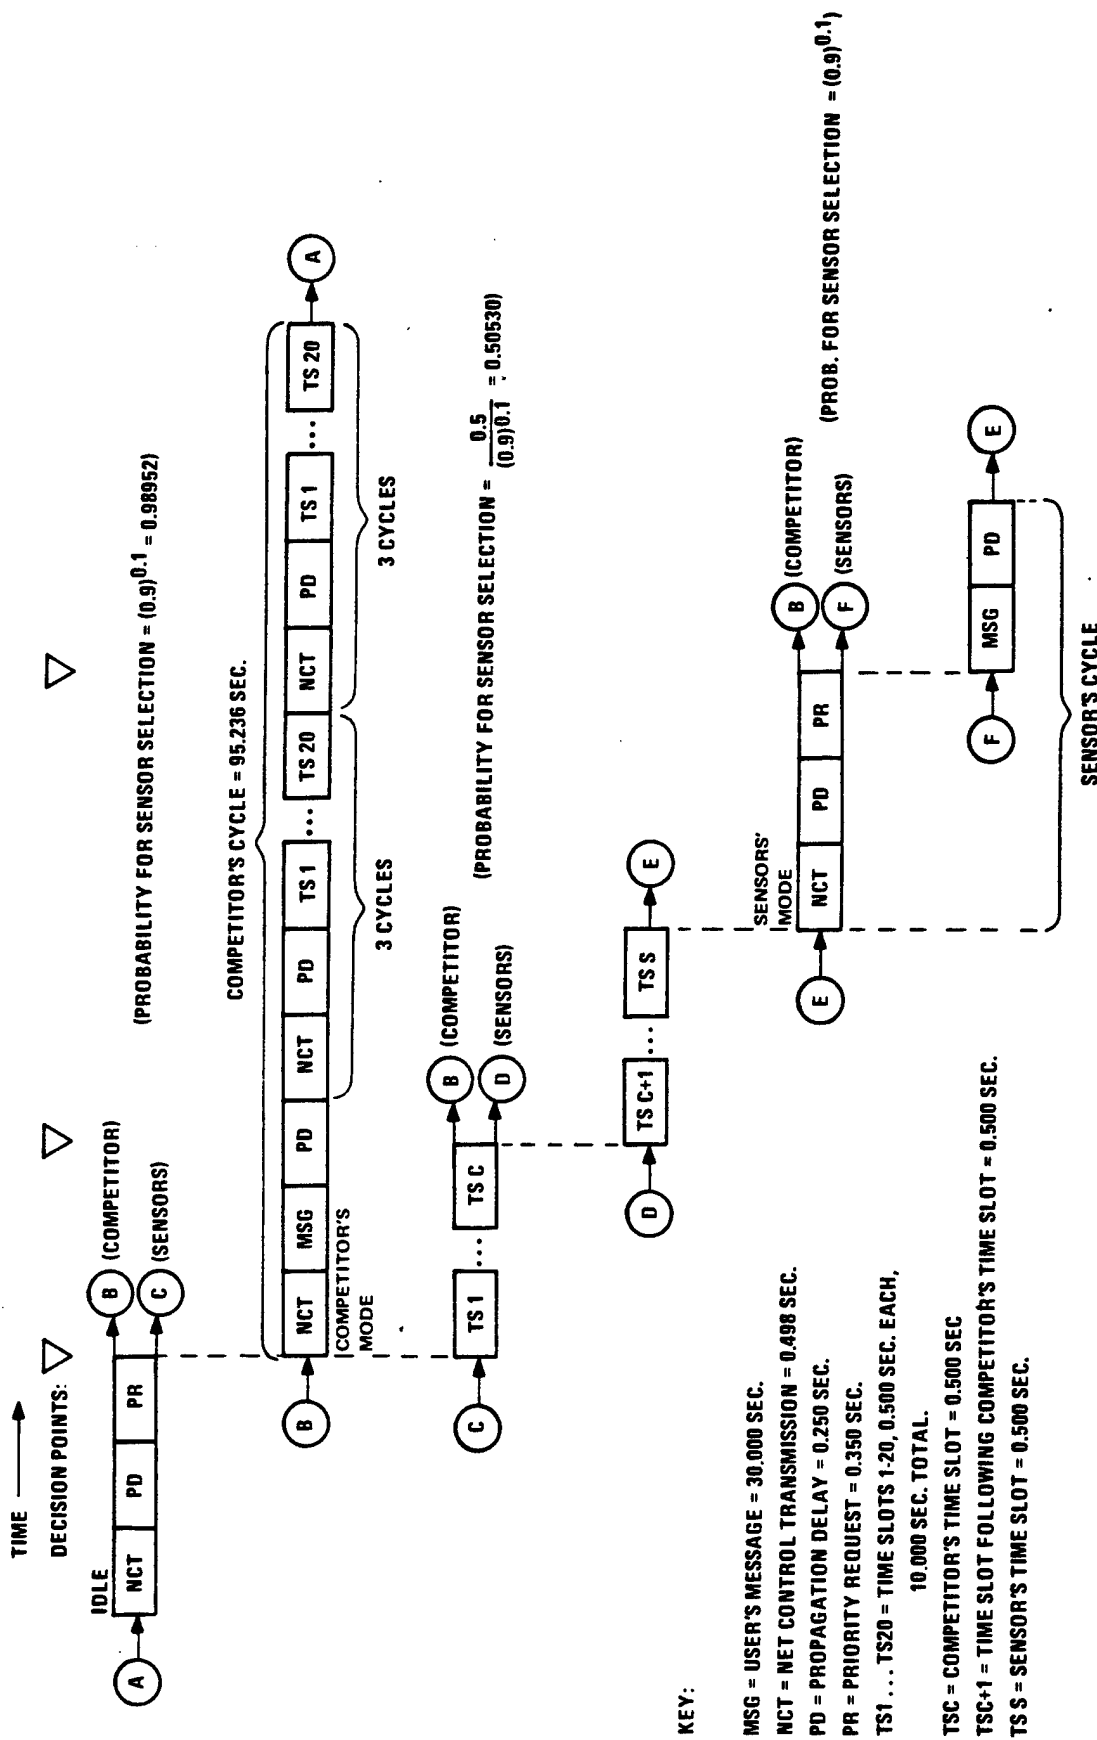 TIME
DECISION POINTS:
IDLE
A
NCT
PD
PR
B (COMPETITOR)
C (SENSORS)
(PROBABILITY FOR SENSOR SELECTION = (0.9)^0.1 = 0.98952)
COMPETITOR'S CYCLE = 95.236 SEC.
B
NCT
MSG
PD
NCT
PD
TS 1
...
TS 20
NCT
PD
TS 1
...
TS 20
A
COMPETITOR'S
MODE
3 CYCLES
3 CYCLES
C
TS 1
...
TS C
B (COMPETITOR)
D (SENSORS)
(PROBABILITY FOR SENSOR SELECTION = 0.5 / (0.9)^0.1 = 0.50530)
D
TS C+1
...
TS S
E
SENSORS'
MODE
E
NCT
PD
PR
B (COMPETITOR)
F (SENSORS)
(PROB. FOR SENSOR SELECTION = (0.9)^0.1)
F
MSG
PD
E
SENSOR'S CYCLE
KEY:
MSG = USER'S MESSAGE = 30.000 SEC.
NCT = NET CONTROL TRANSMISSION = 0.498 SEC.
PD = PROPAGATION DELAY = 0.250 SEC.
PR = PRIORITY REQUEST = 0.350 SEC.
TS1 ... TS20 = TIME SLOTS 1-20, 0.500 SEC. EACH,
10.000 SEC. TOTAL.
TSC = COMPETITOR'S TIME SLOT = 0.500 SEC
TSC+1 = TIME SLOT FOLLOWING COMPETITOR'S TIME SLOT = 0.500 SEC.
TS S = SENSOR'S TIME SLOT = 0.500 SEC.